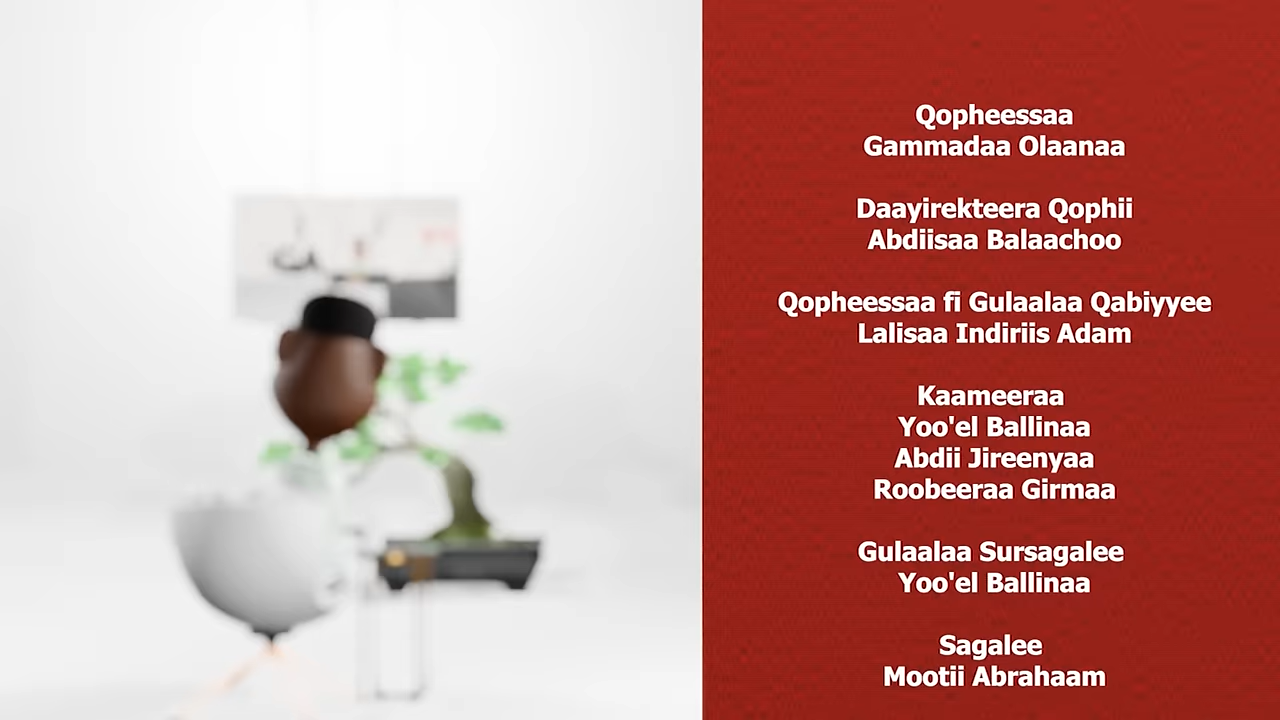 Qopheessaa
Gammadaa Olaanaa
Daayirekteera Qophii
Abdiisaa Balaachoo
Qopheessaa fi Gulaalaa Qabiyyee
Lalisaa Indiriis Adam
Kaameeraa
Yoo'el Ballinaa
Abdii Jireenyaa
Roobeeraa Girmaa
Gulaalaa Sursagalee
Yoo'el Ballinaa
Sagalee
Mootii Abrahaam